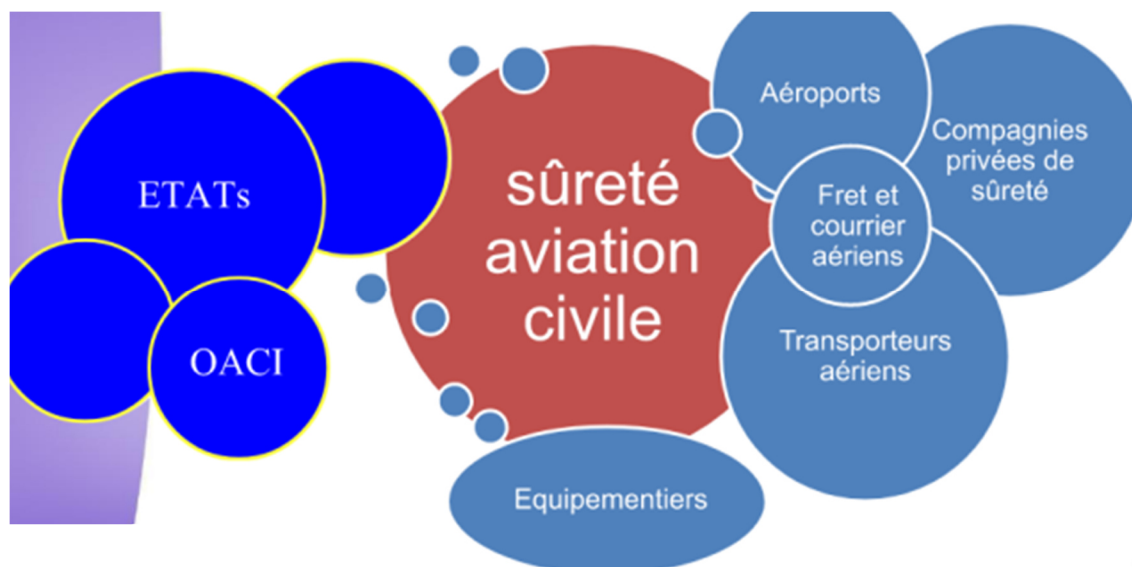 ETATs
OACI
sûreté
aviation
civile
Aéroports
Compagnies
privées de
sûreté
Fret et
courrier
aériens
Transporteurs
aériens
Equipementiers